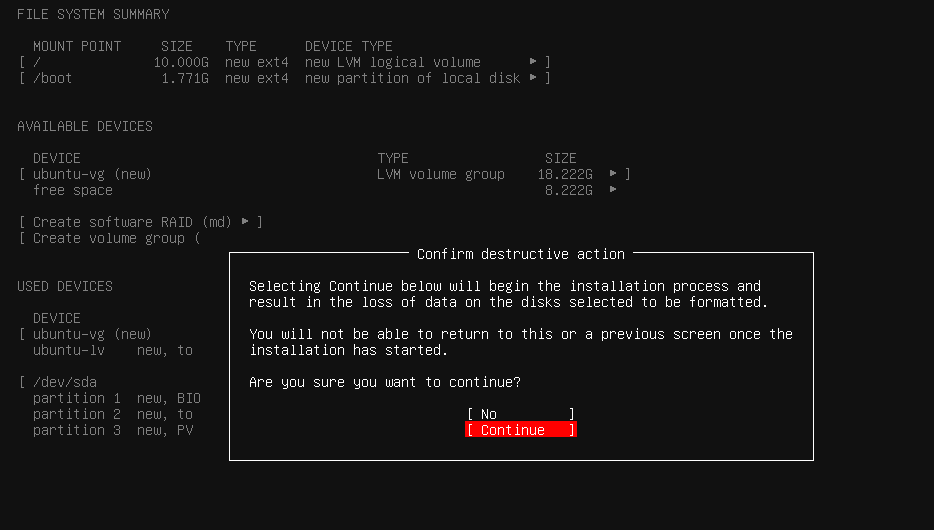 FILE SYSTEM SUMMARY
MOUNT POINT SIZE TYPE DEVICE TYPE
[ / 10.000G new ext4 new LVM logical volume ▸ ]
[ /boot 1.771G new ext4 new partition of local disk ▸ ]
AVAILABLE DEVICES
DEVICE TYPE SIZE
[ ubuntu-vg (new) LVM volume group 18.222G ▸ ]
free space 8.222G ▸
[ Create software RAID (md) ▸ ]
[ Create volume group (
USED DEVICES
DEVICE
[ ubuntu-vg (new)
ubuntu-lv new, to
[ /dev/sda
partition 1 new, BIO
partition 2 new, to
partition 3 new, PV
Confirm destructive action
Selecting Continue below will begin the installation process and
result in the loss of data on the disks selected to be formatted.
You will not be able to return to this or a previous screen once the
installation has started.
Are you sure you want to continue?
[ No ]
[ Continue ]